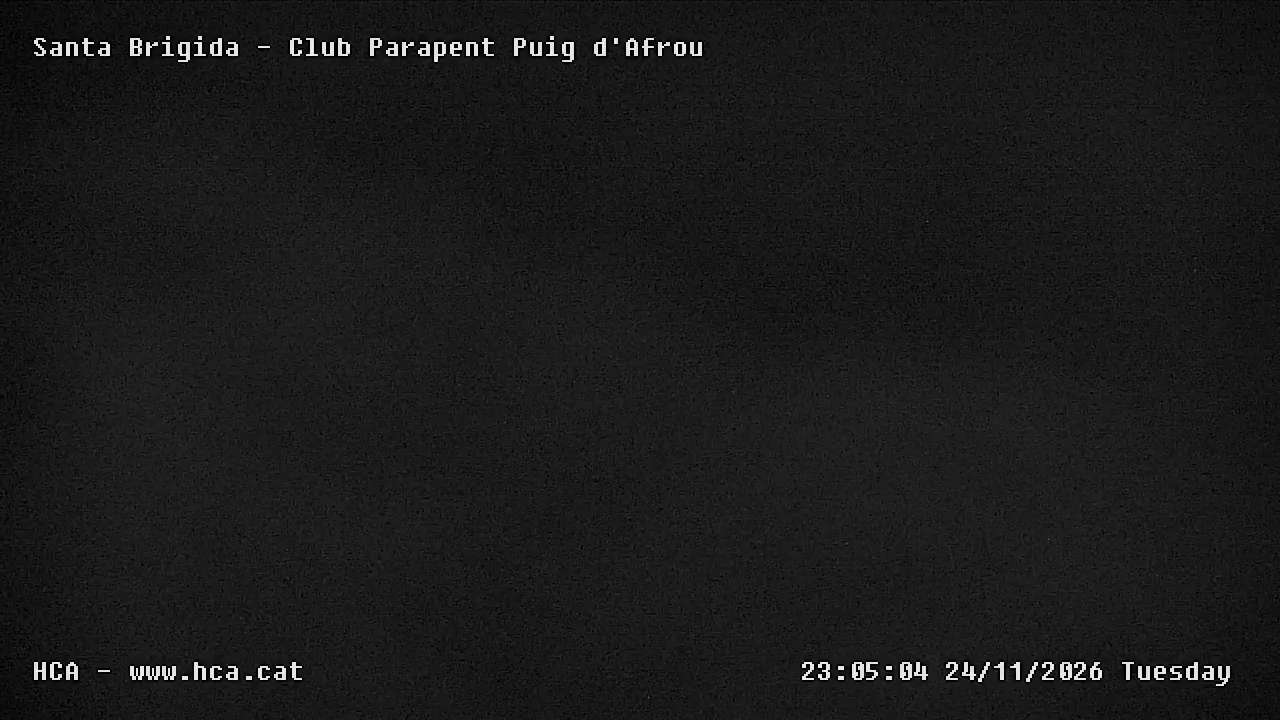 Santa Brigida - Club Parapent Puig d'Afrou
HCA - www.hca.cat
23:05:04 24/11/2026 Tuesday